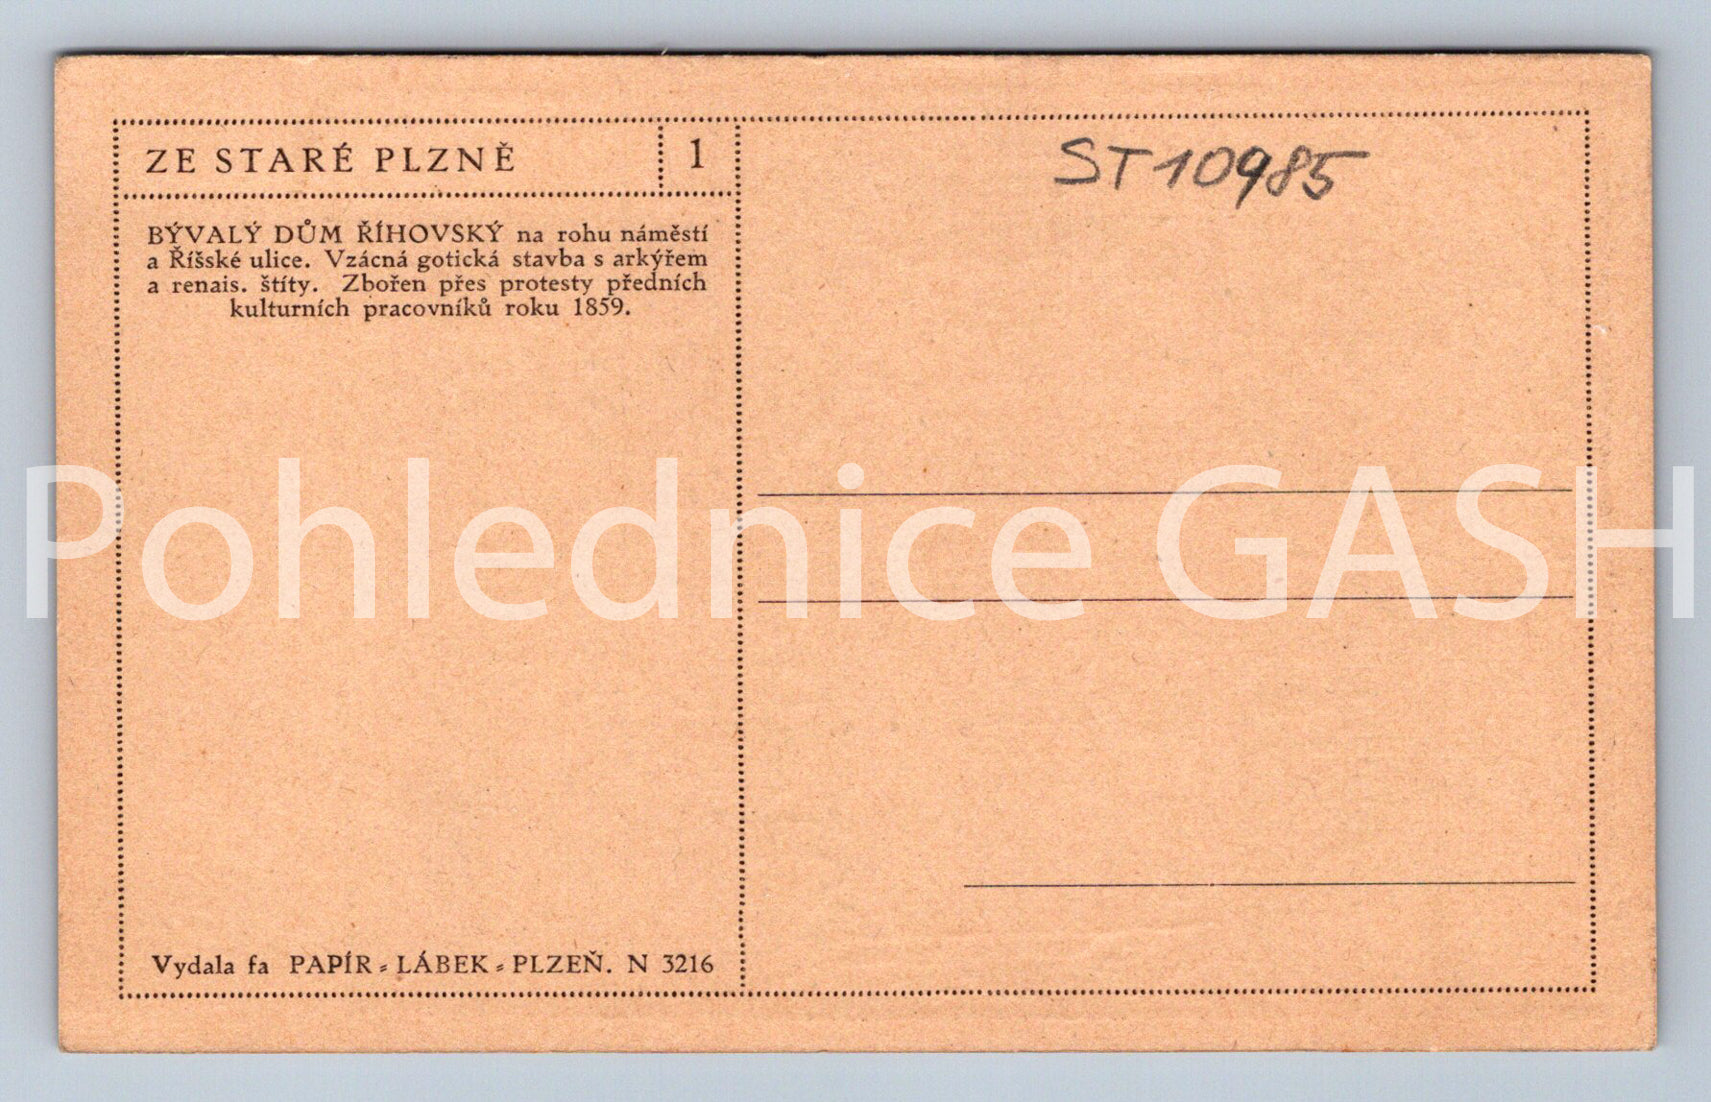 ZE STARÉ PLZNĚ
1
BÝVALÝ DŮM ŘÍHOVSKÝ na rohu náměstí
a Říšské ulice. Vzácná gotická stavba s arkýřem
a renais. štíty. Zbořen přes protesty předních
kulturních pracovníků roku 1859.
ST10985
Pohlednice GASH
Vydala fa PAPÍR-LÁBEK-PLZEŇ. N 3216